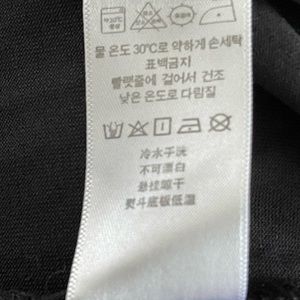 물 온도 30℃로 약하게 손세탁
표백금지
빨랫줄에 걸어서 건조
낮은 온도로 다림질
冷水手洗
不可漂白
悬挂晾干
熨斗底板低温